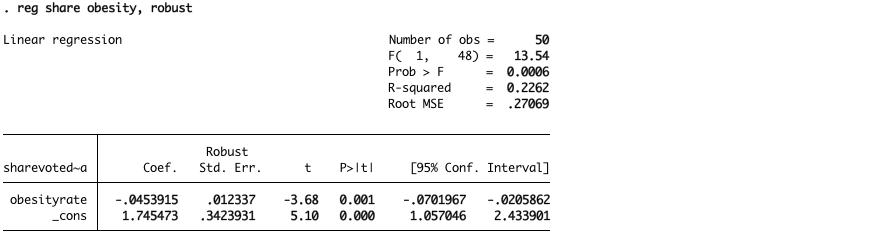 . reg share obesity, robust
Linear regression Number of obs = 50
F( 1, 48) = 13.54
Prob > F = 0.0006
R-squared = 0.2262
Root MSE = .27069
Robust
sharevoted~a Coef. Std. Err. t P>|t| [95% Conf. Interval]
obesityrate -.0453915 .012337 -3.68 0.001 -.0701967 -.0205862
_cons 1.745473 .3423931 5.10 0.000 1.057046 2.433901